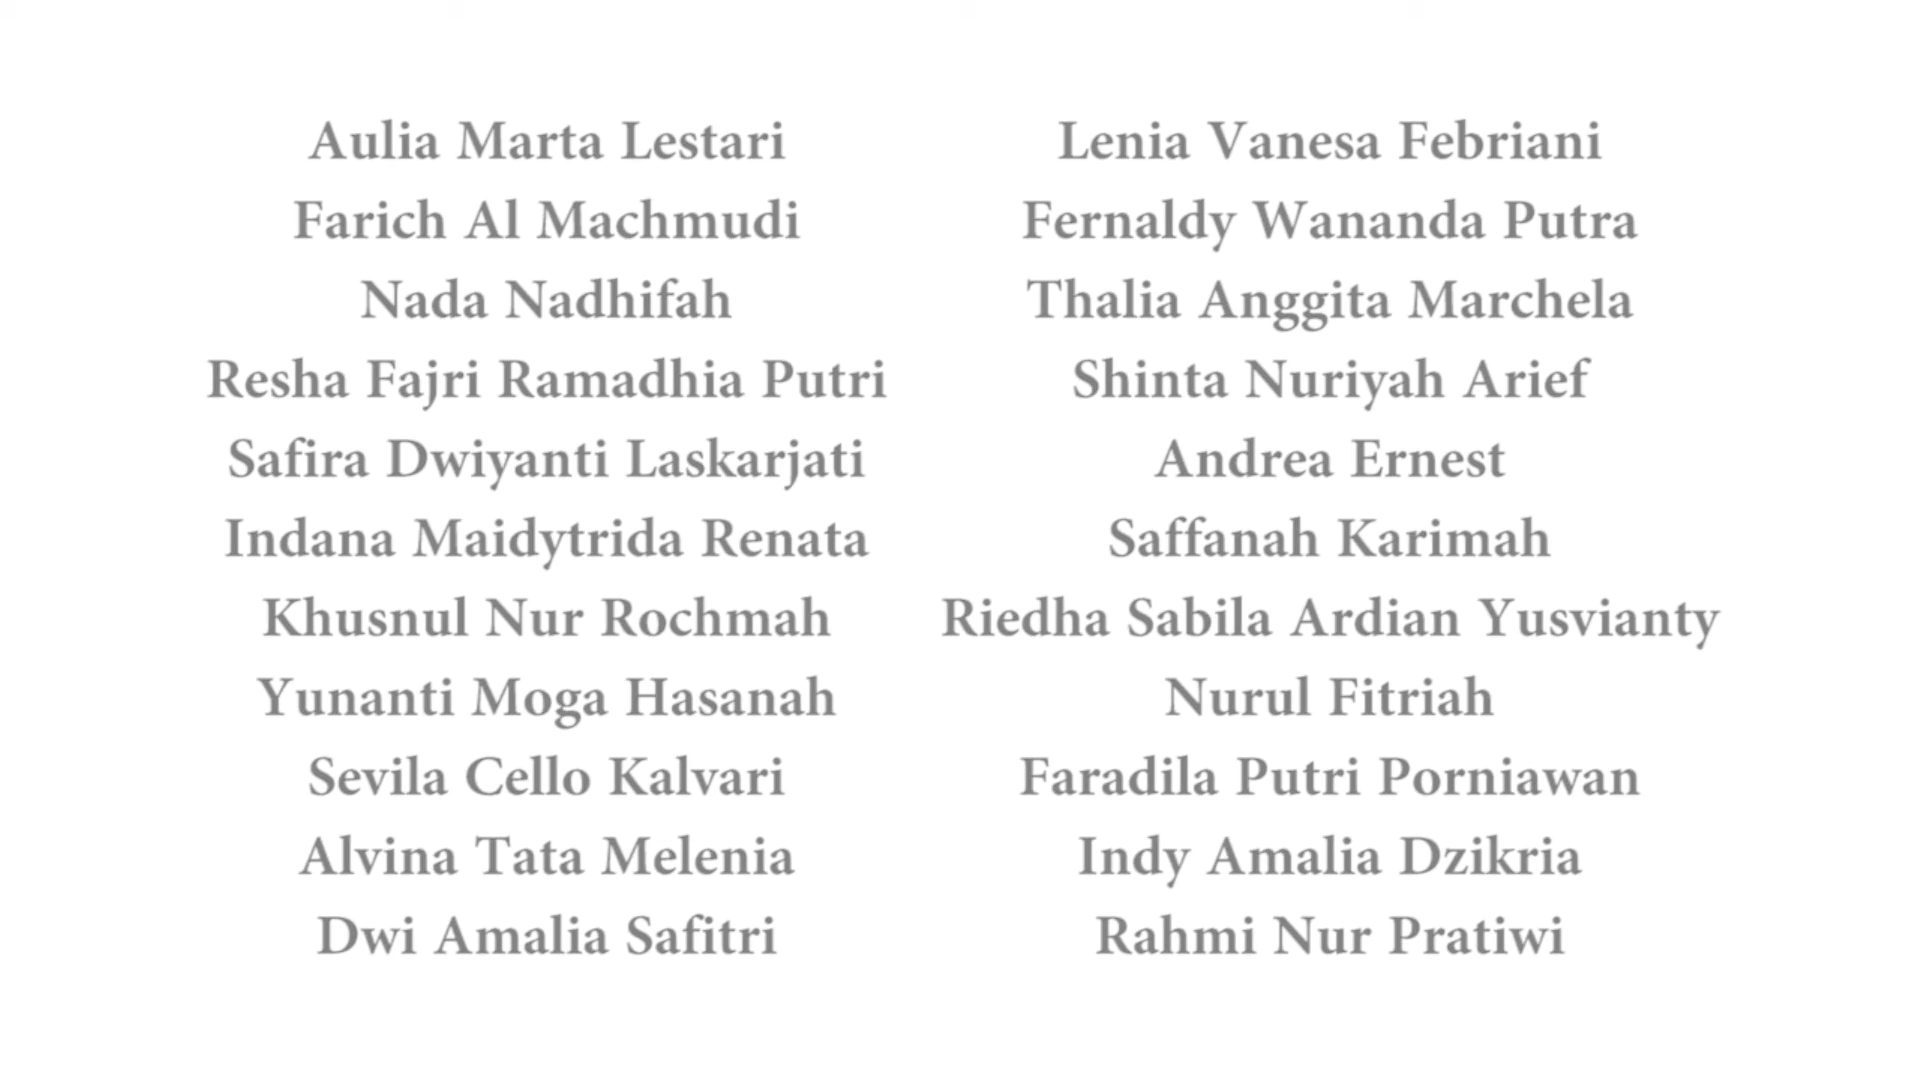 Aulia Marta Lestari
Farich Al Machmudi
Nada Nadhifah
Resha Fajri Ramadhia Putri
Safira Dwiyanti Laskarjati
Indana Maidytrida Renata
Khusnul Nur Rochmah
Yunanti Moga Hasanah
Sevila Cello Kalvari
Alvina Tata Melenia
Dwi Amalia Safitri
Lenia Vanesa Febriani
Fernaldy Wananda Putra
Thalia Anggita Marchela
Shinta Nuriyah Arief
Andrea Ernest
Saffanah Karimah
Riedha Sabila Ardian Yusvianty
Nurul Fitriah
Faradila Putri Porniawan
Indy Amalia Dzikria
Rahmi Nur Pratiwi